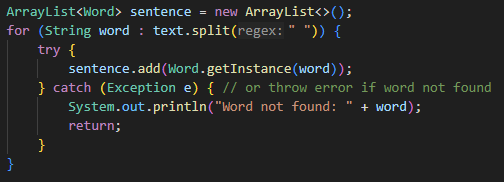 ArrayList<Word> sentence = new ArrayList<>();
for (String word : text.split(regex:" ")) {
    try {
        sentence.add(Word.getInstance(word));
    } catch (Exception e) { // or throw error if word not found
        System.out.println("Word not found: " + word);
        return;
    }
}